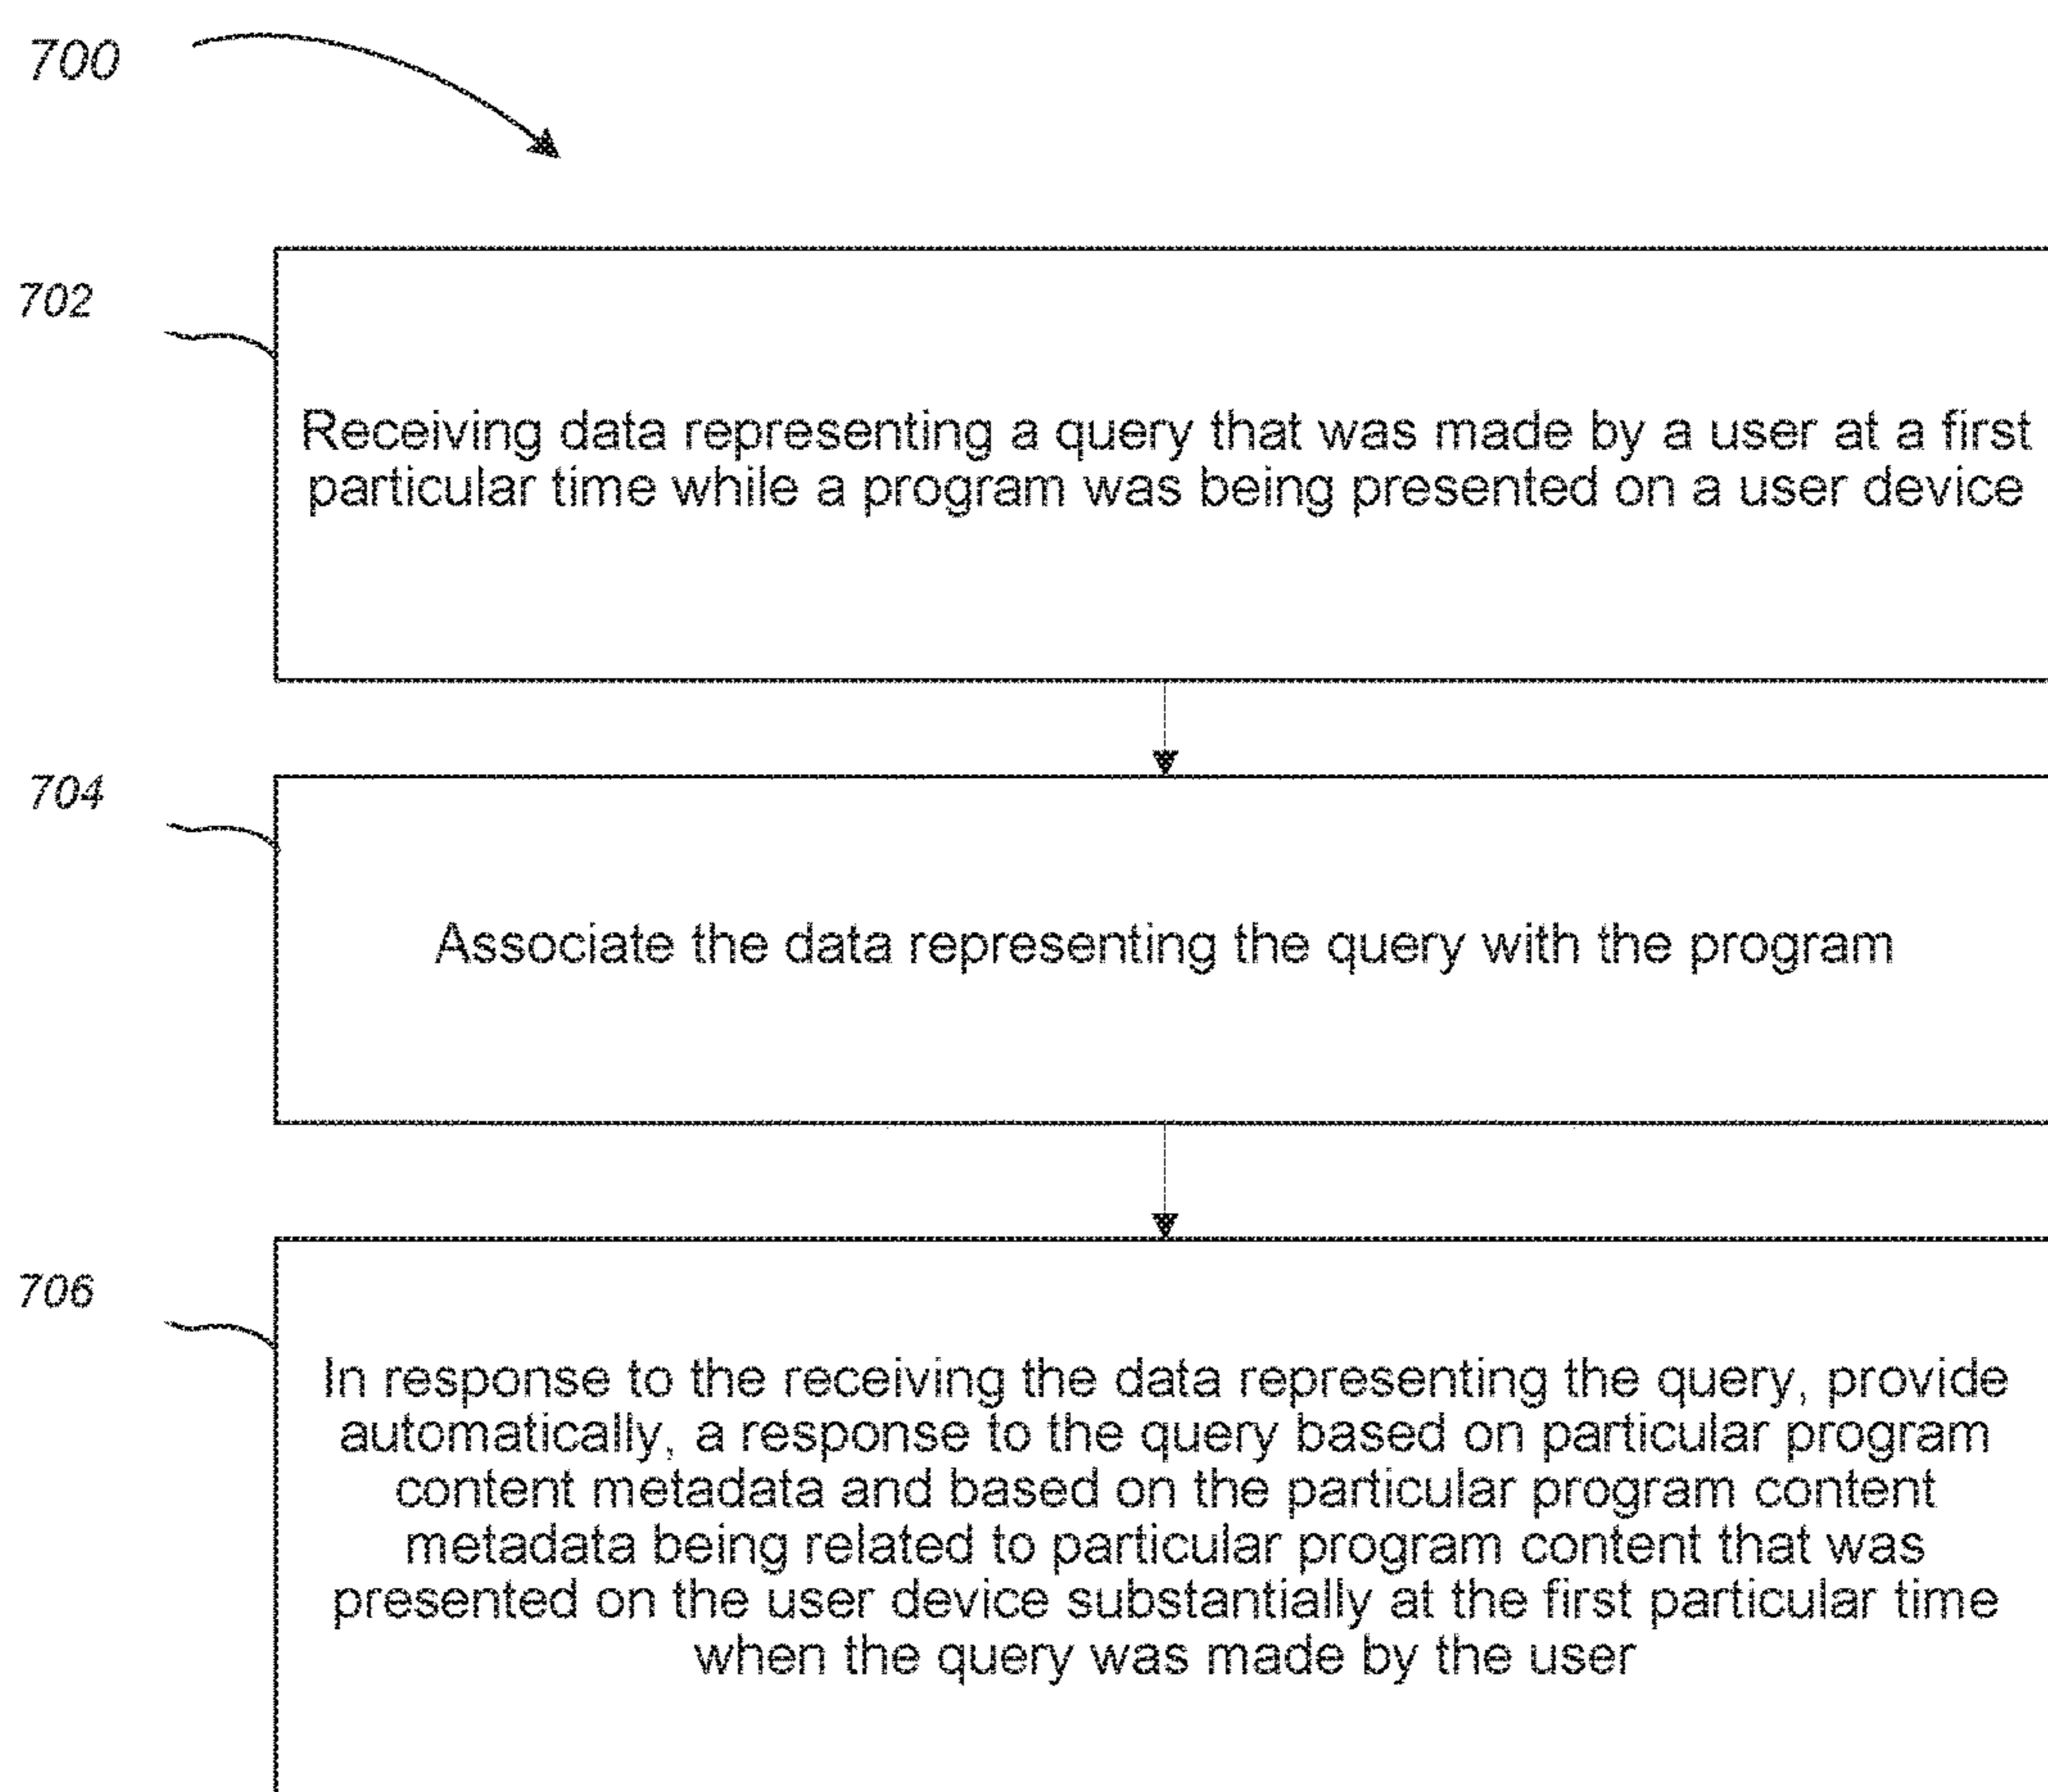 700
702
Receiving data representing a query that was made by a user at a first
particular time while a program was being presented on a user device
704
Associate the data representing the query with the program
706
In response to the receiving the data representing the query, provide
automatically, a response to the query based on particular program
content metadata and based on the particular program content
metadata being related to particular program content that was
presented on the user device substantially at the first particular time
when the query was made by the user